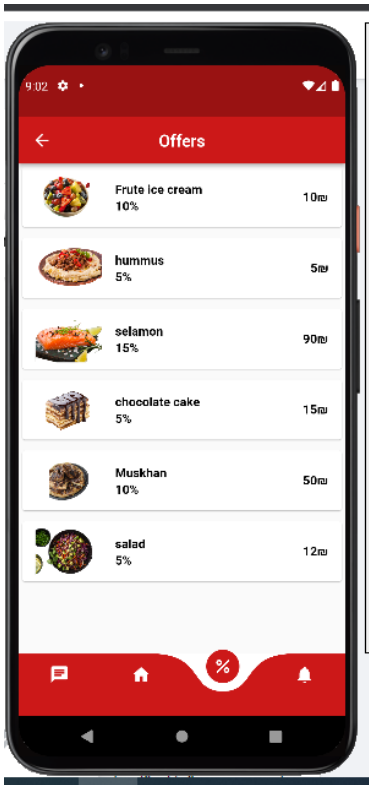 9:02
Offers
Frute ice cream
10%
10₪
hummus
5%
5₪
selamon
15%
90₪
chocolate cake
5%
15₪
Muskhan
10%
50₪
salad
5%
12₪
%